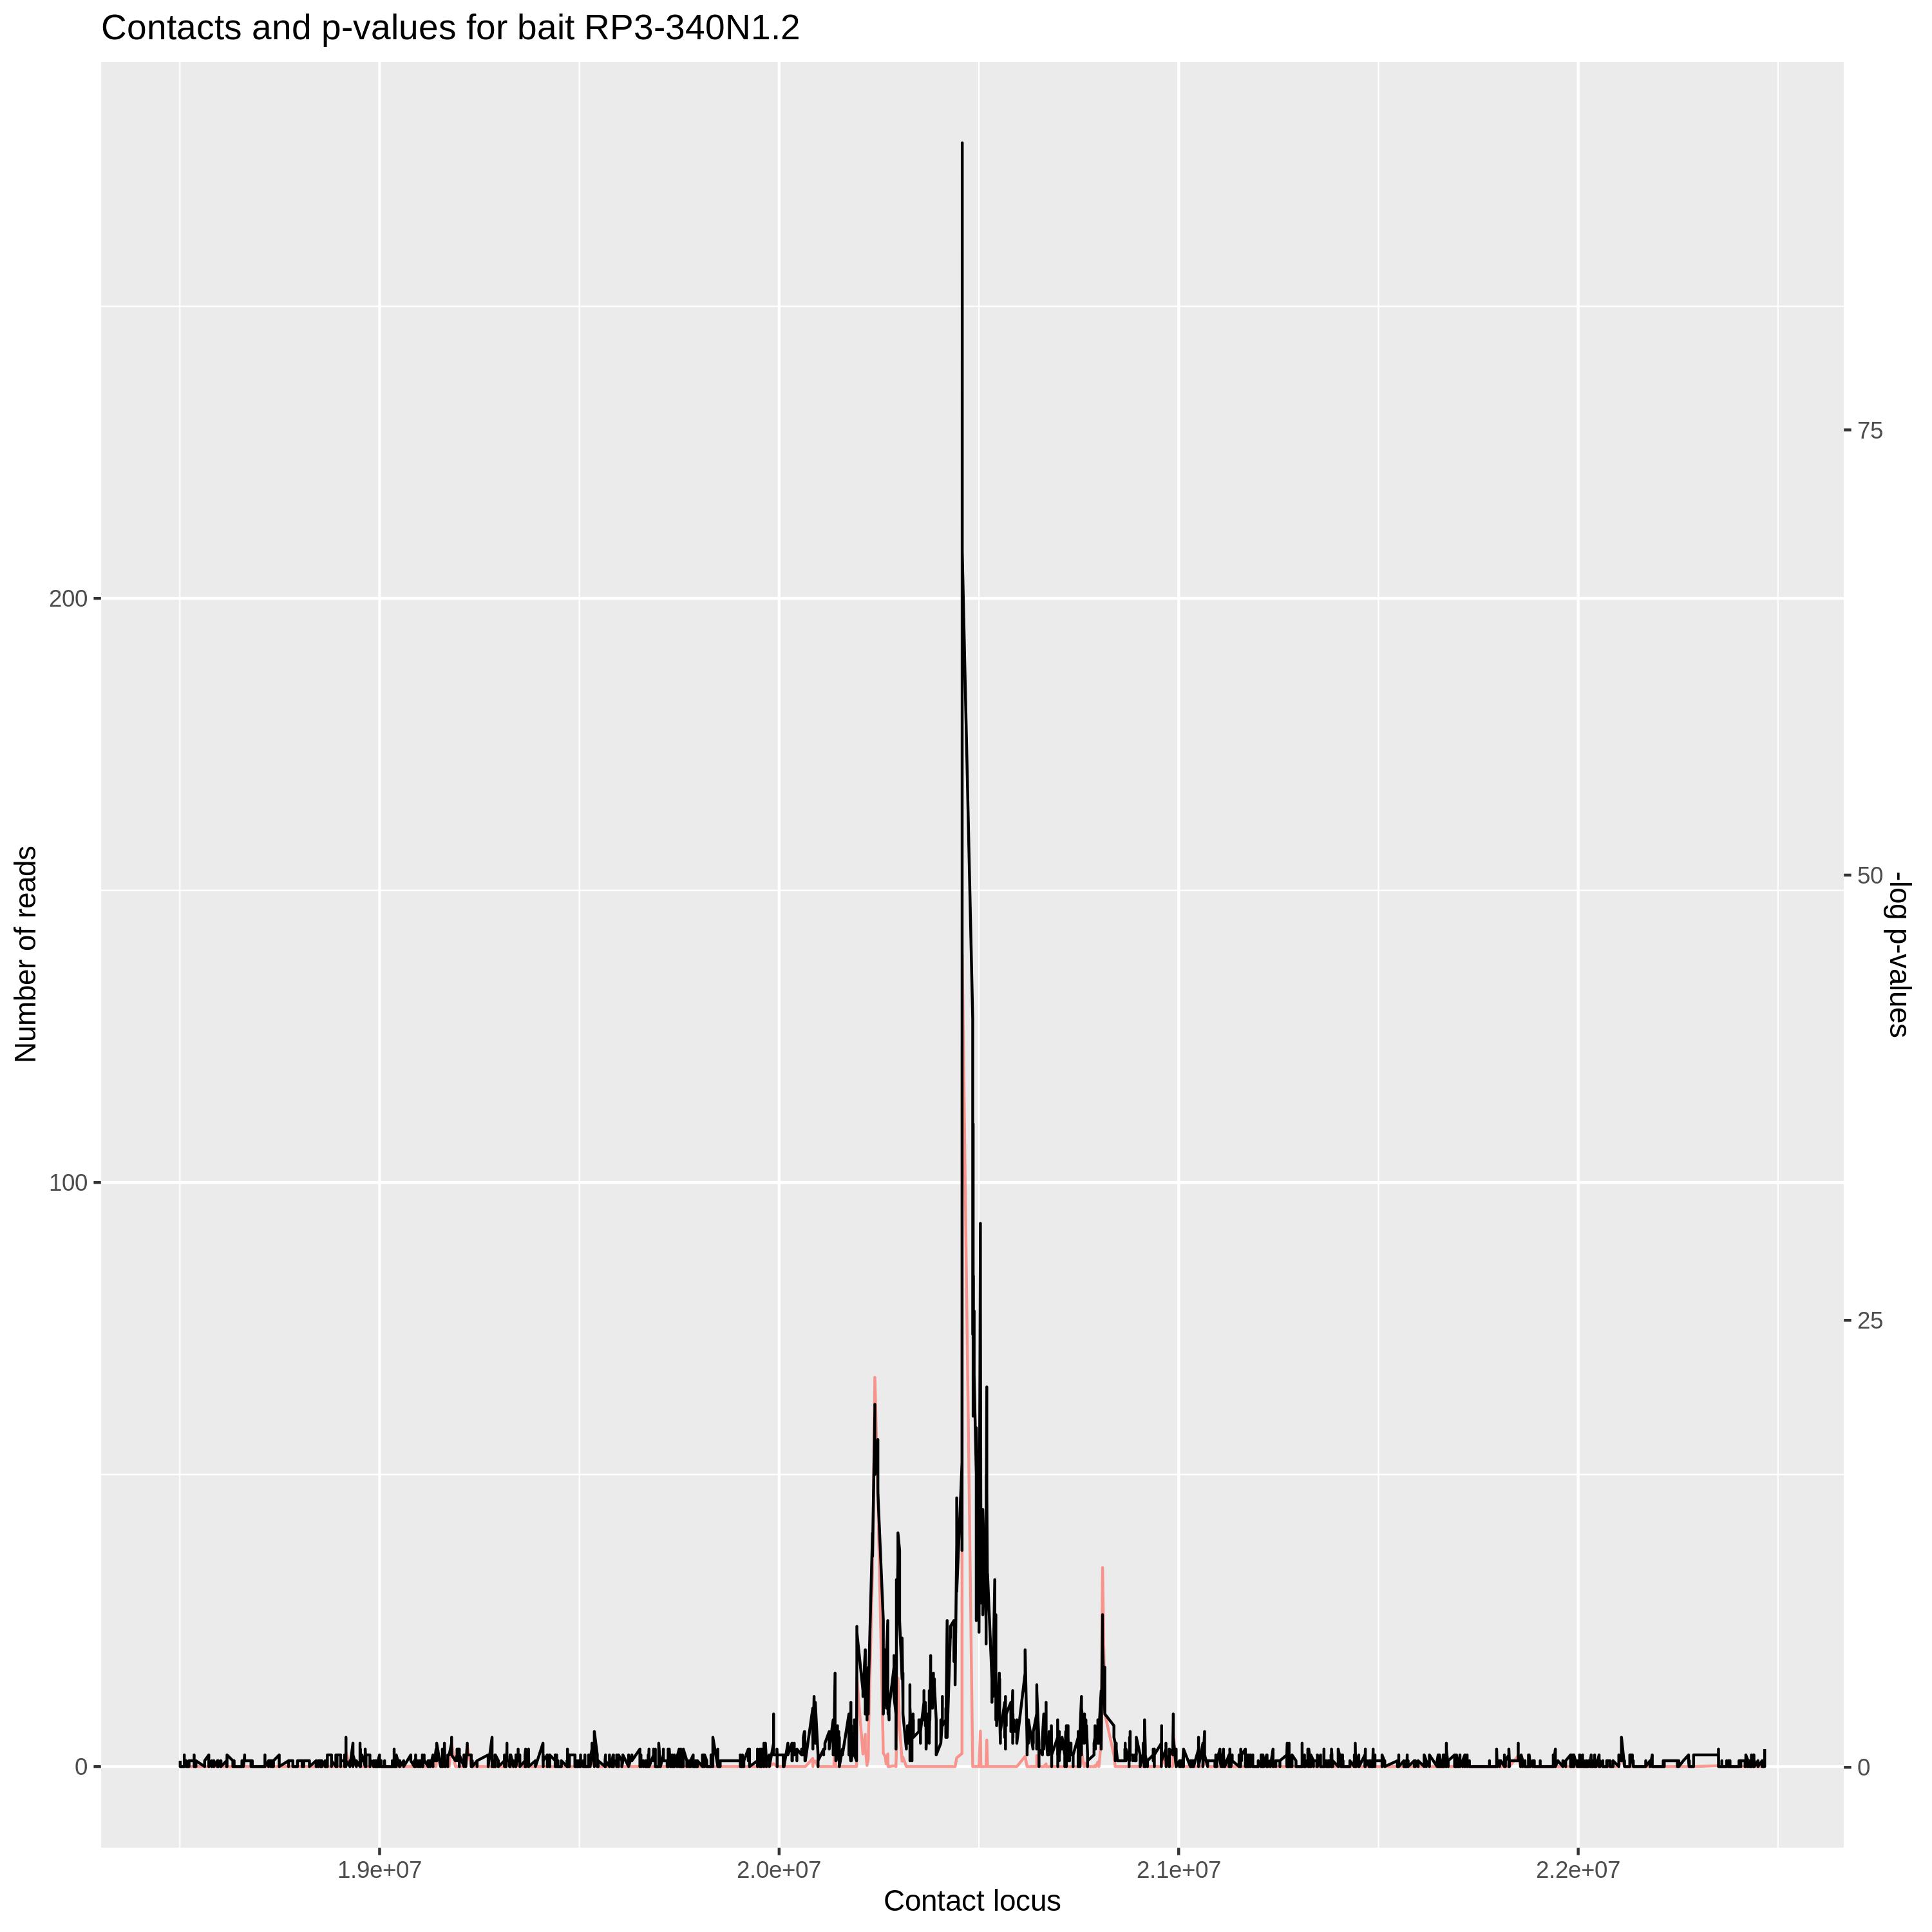 Contacts and p-values for bait RP3-340N1.2
Number of reads
200
100
0
75
50
25
0
-log p-values
1.9e+07
2.0e+07
2.1e+07
2.2e+07
Contact locus